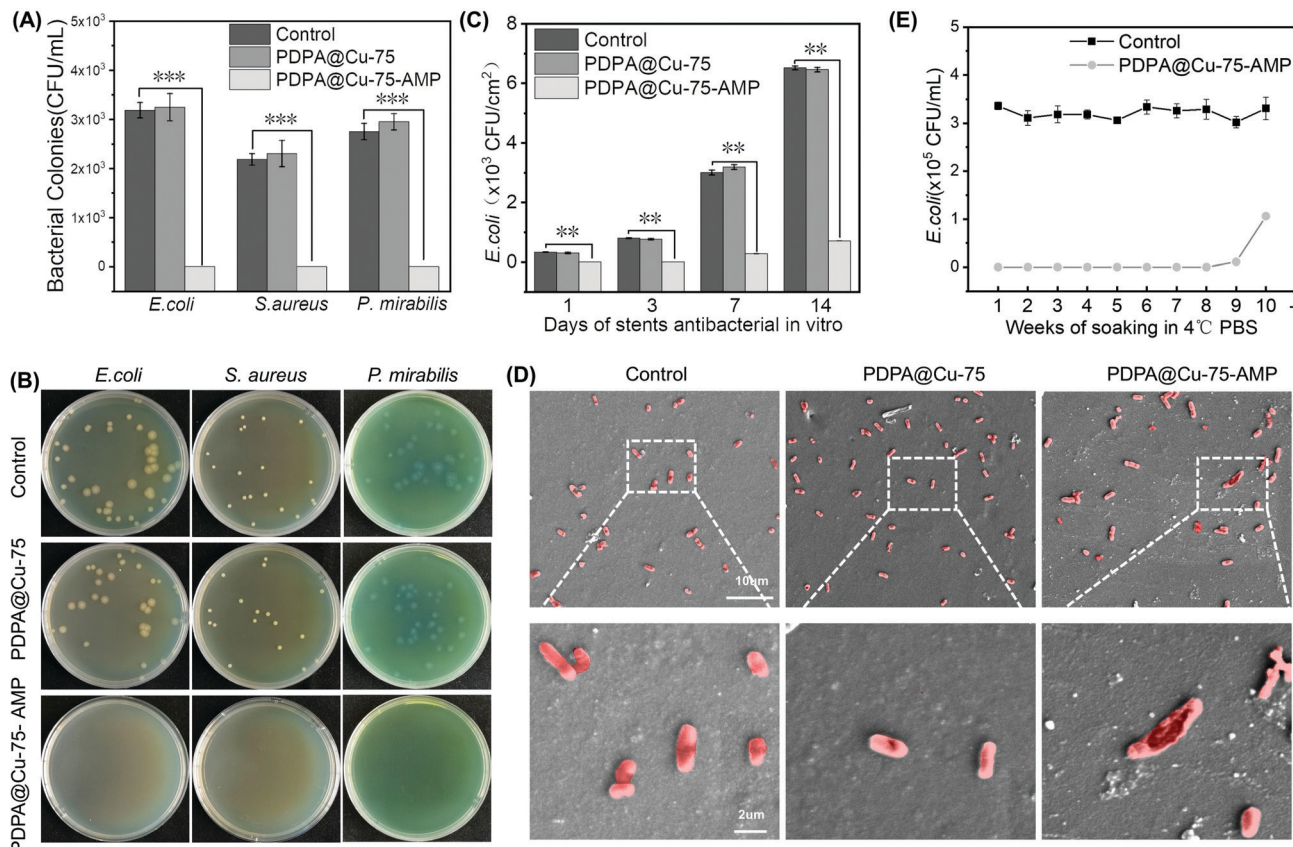 (A)
Bacterial Colonies(CFU/mL)
5x10³
4x10³
3x10³
2x10³
1x10³
0
Control
PDPA@Cu-75
PDPA@Cu-75-AMP
***
***
***
E.coli
S.aureus
P. mirabilis
(C)
E.coli (x10³ CFU/cm²)
8
6
4
2
0
Control
PDPA@Cu-75
PDPA@Cu-75-AMP
**
**
**
**
1
3
7
14
Days of stents antibacterial in vitro
(E)
E.coli(x10⁵ CFU/mL)
5
4
3
2
1
0
Control
PDPA@Cu-75-AMP
1 2 3 4 5 6 7 8 9 10
Weeks of soaking in 4℃ PBS
(B)
E.coli
S. aureus
P. mirabilis
Control
PDPA@Cu-75
PDPA@Cu-75- AMP
(D)
Control
PDPA@Cu-75
PDPA@Cu-75-AMP
10um
2um